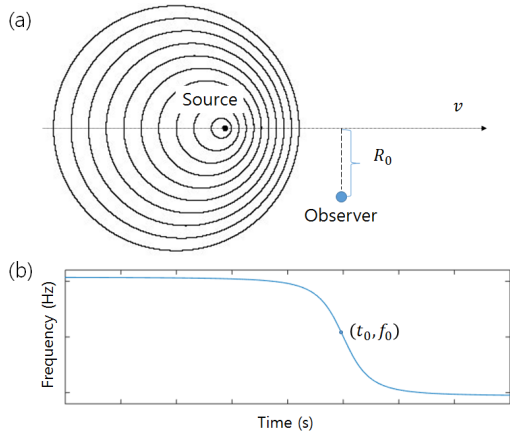 (a)
Source
v
R₀
Observer
(b)
Frequency (Hz)
(t₀, f₀)
Time (s)